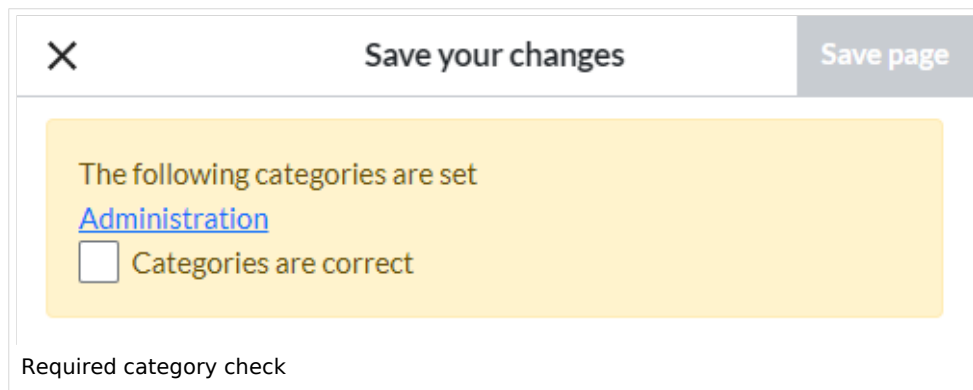 Save your changes
Save page
The following categories are set
Administration
Categories are correct
Required category check